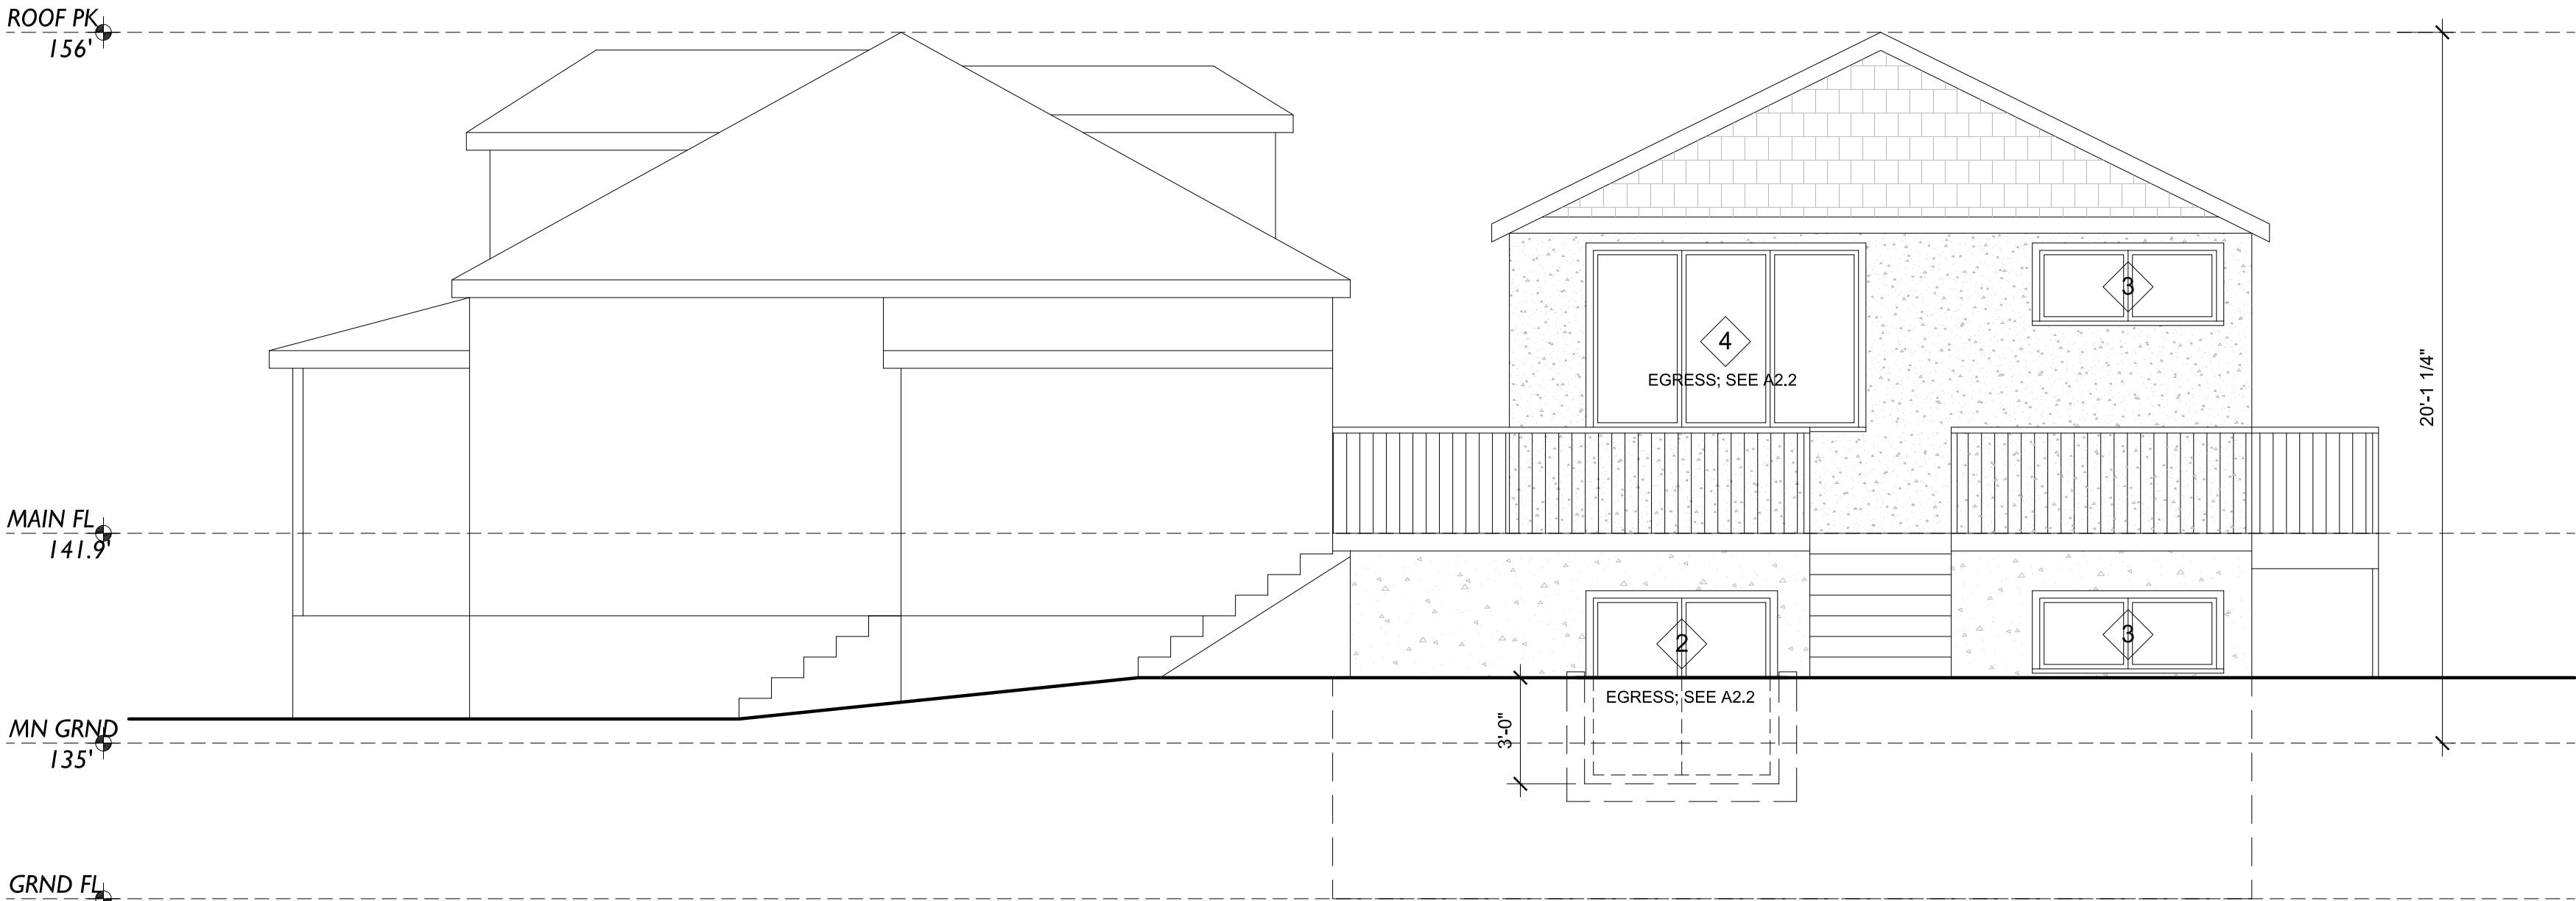 ROOF PK
156'
4
3
EGRESS; SEE A2.2
20'-1 1/4"
MAIN FL
141.9'
2
3
EGRESS; SEE A2.2
3'-0"
MN GRND
135'
GRND FL